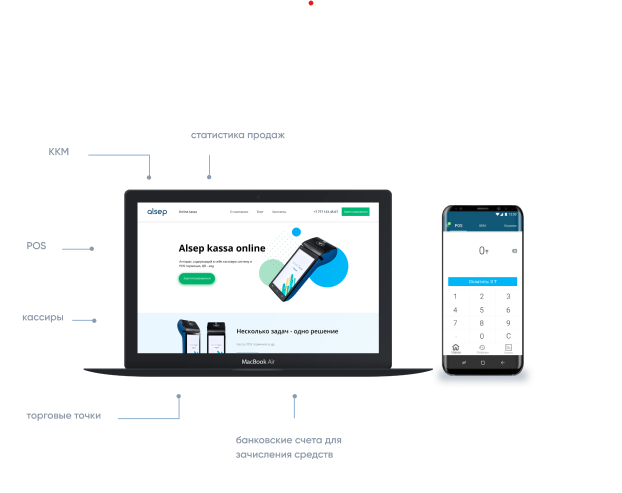 статистика продаж
ККМ
POS
кассиры
торговые точки
банковские счета для
зачисления средств
alsep
Online kassa
О компании
Блог
Контакты
Alsep kassa online
Несколько задач - одно решение
MacBook Air
POS
0₸
Оплатить 0 ₸
1 2 3
4 5 6
7 8 9
. 0 C